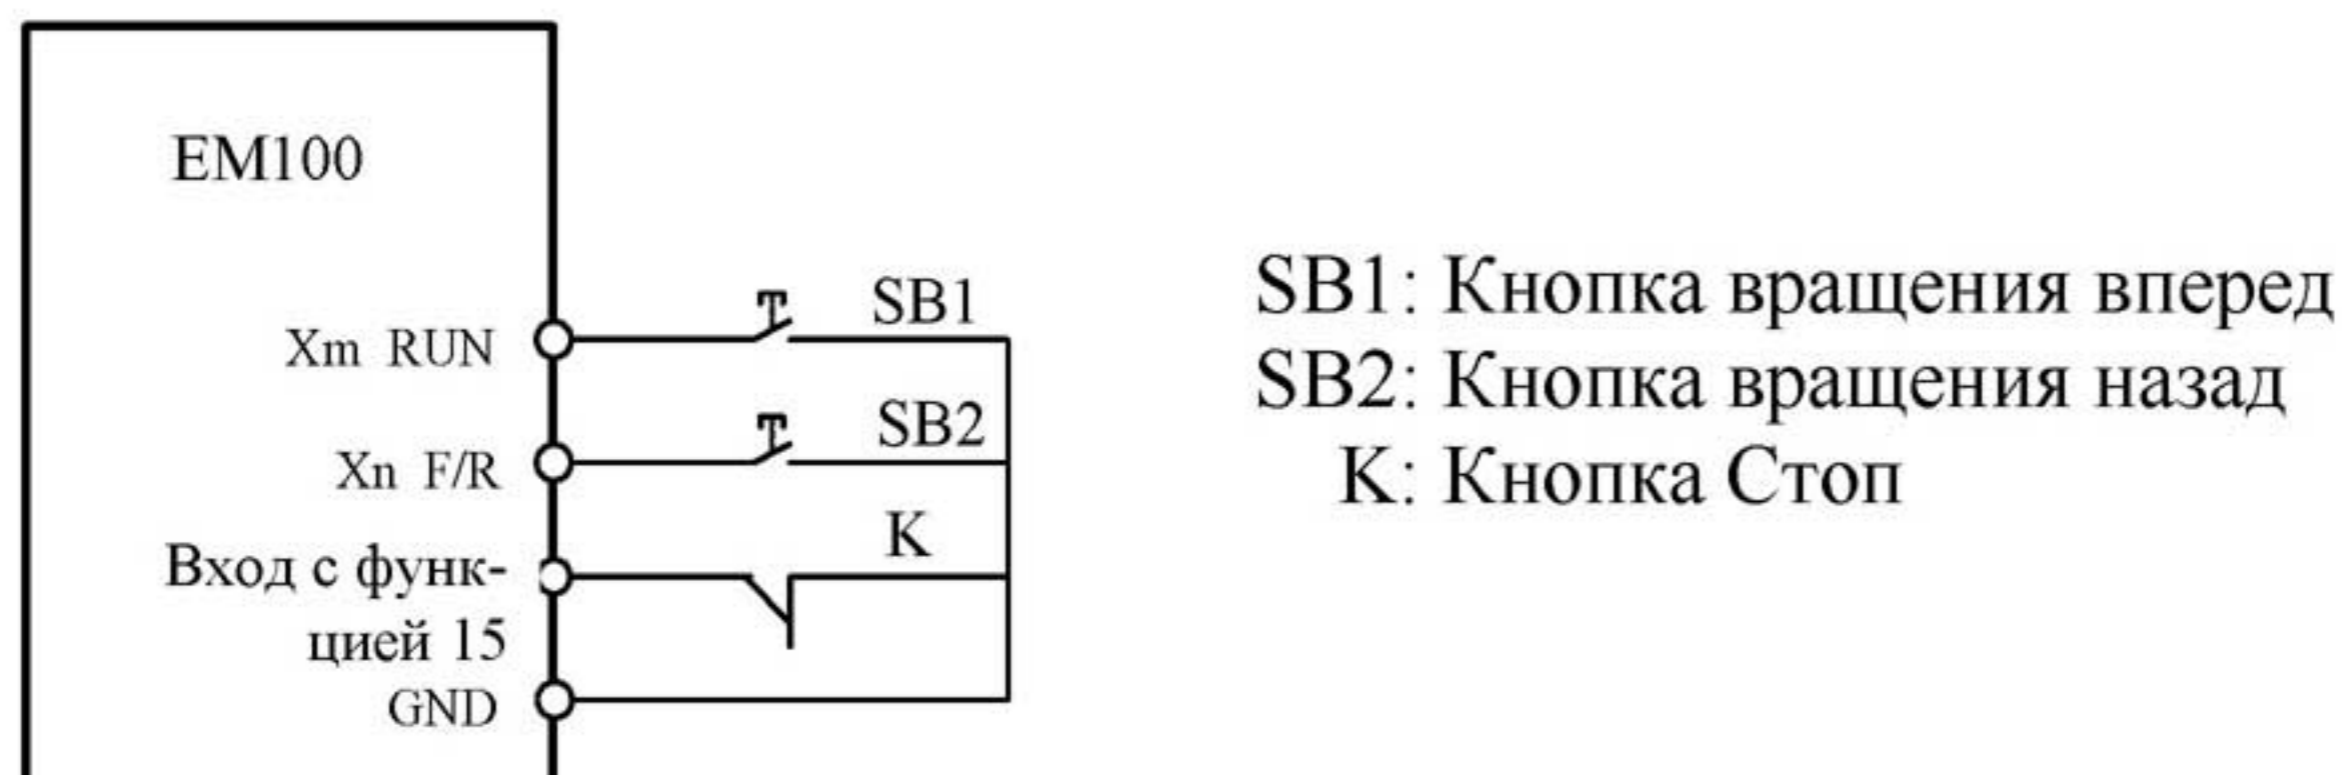 EM100
Xm RUN
SB1
Xn F/R
SB2
Вход с функ-
цией 15
K
GND
SB1: Кнопка вращения вперед
SB2: Кнопка вращения назад
K: Кнопка Стоп